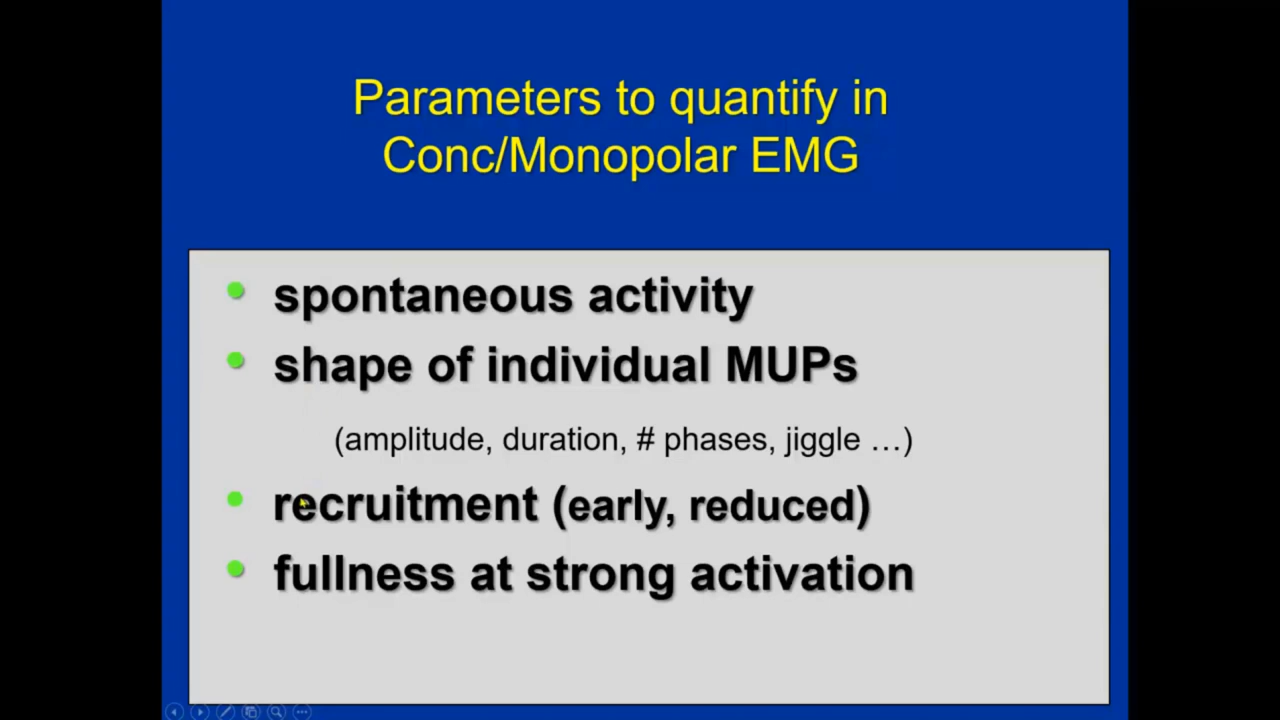 Parameters to quantify in
Conc/Monopolar EMG
• spontaneous activity
• shape of individual MUPs
(amplitude, duration, # phases, jiggle …)
• recruitment (early, reduced)
• fullness at strong activation